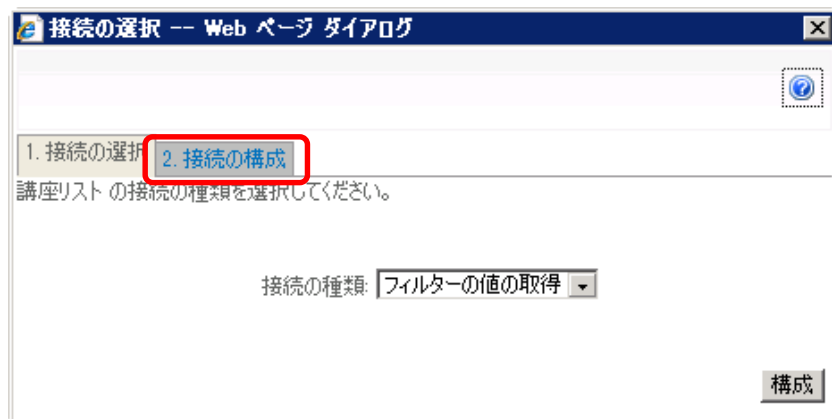 接続の選択 -- Web ページ ダイアログ
1. 接続の選択 2. 接続の構成
講座リスト の接続の種類を選択してください。
接続の種類: フィルターの値の取得
構成